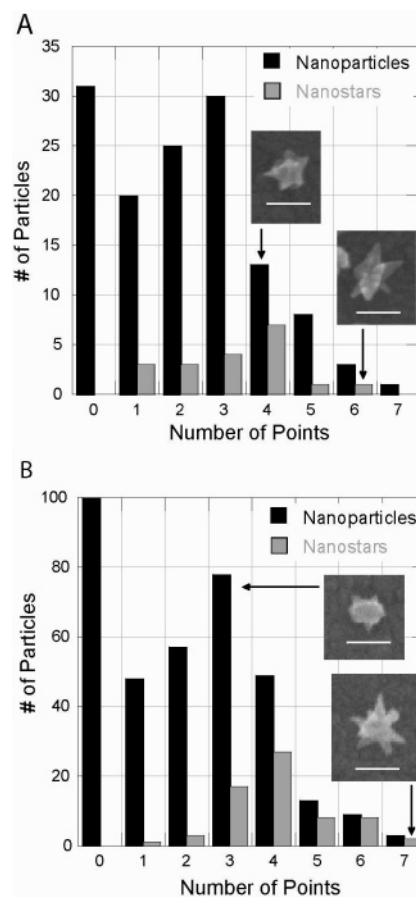 A
35
30
25
20
15
10
5
0
# of Particles
Nanoparticles
Nanostars
0 1 2 3 4 5 6 7
Number of Points
B
100
80
60
40
20
0
# of Particles
Nanoparticles
Nanostars
0 1 2 3 4 5 6 7
Number of Points